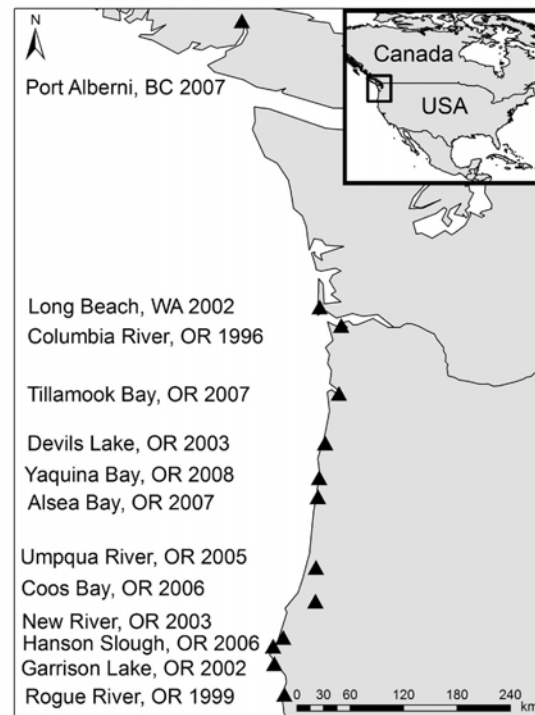 N
Canada
USA
Port Alberni, BC 2007
Long Beach, WA 2002
Columbia River, OR 1996
Tillamook Bay, OR 2007
Devils Lake, OR 2003
Yaquina Bay, OR 2008
Alsea Bay, OR 2007
Umpqua River, OR 2005
Coos Bay, OR 2006
New River, OR 2003
Hanson Slough, OR 2006
Garrison Lake, OR 2002
Rogue River, OR 1999
0 30 60 120 180 240
km